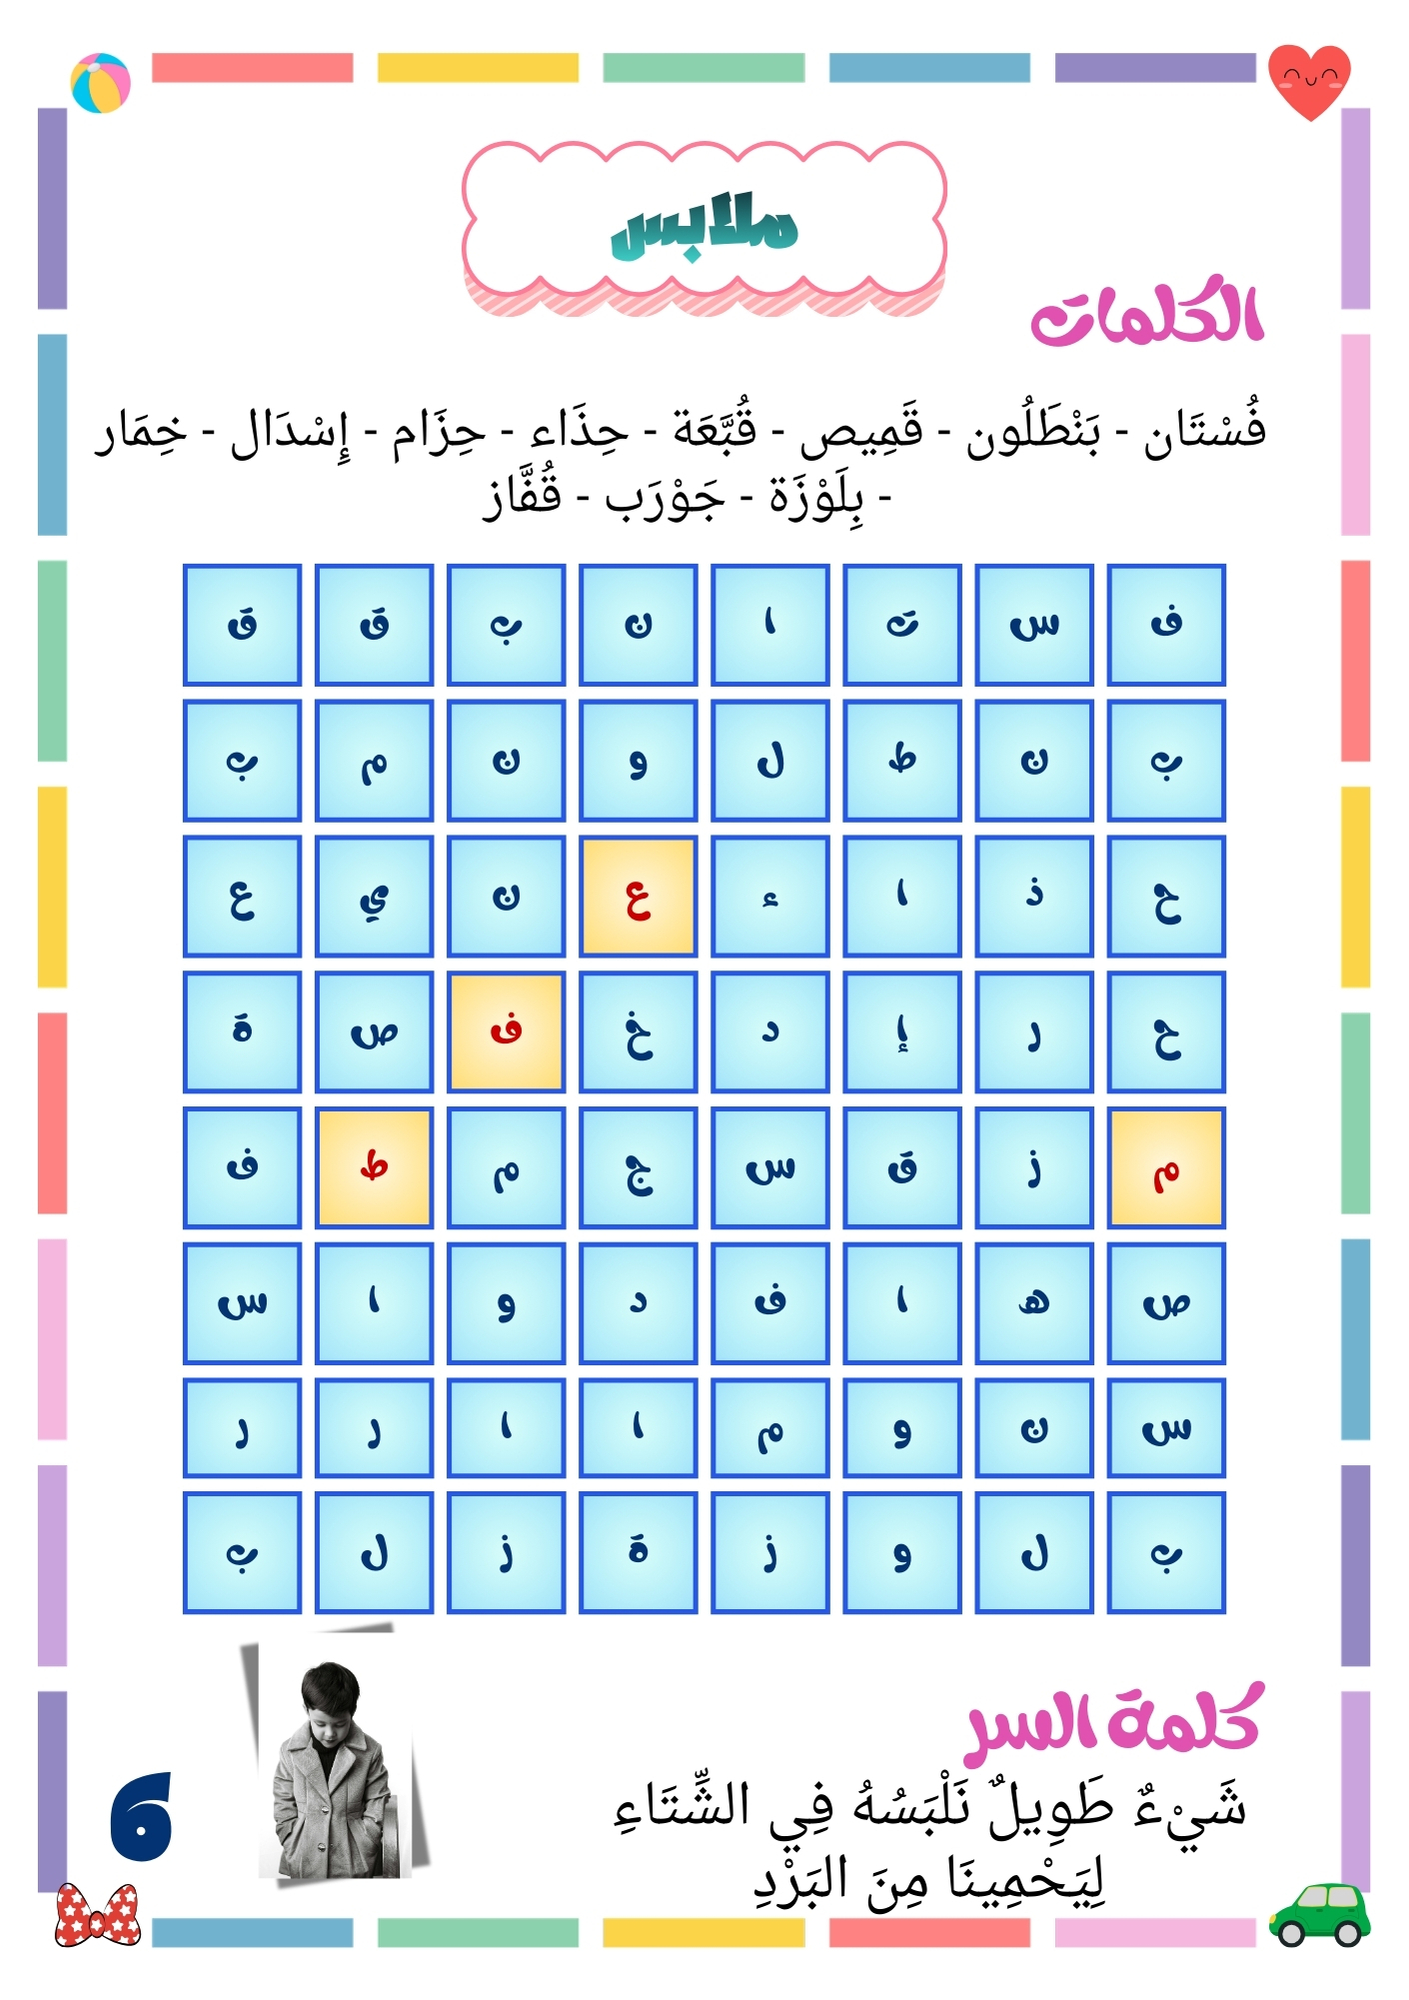 ملابس
الكلمات
فُسْتَان - بَنْطَلُون - قَمِيص - قُبَّعَة - حِذَاء - حِزَام - إِسْدَال - خِمَار
- بِلَوْزَة - جَوْرَب - قُفَّاز
ف س ت ا ن ب ق ق
ب ن ط ل و ن م ب
ح ذ ا ء ع ن ي ع
ح ر إ د خ ف ص ة
م ز ق س ج م ط ف
ص ه ا ف د و ا س
س ن و م ا ا ر ر
ب ل و ز ة ز ل ب
كلمة السر
شَيْءٌ طَوِيلٌ نَلْبَسُهُ فِي الشِّتَاءِ
لِيَحْمِينَا مِنَ البَرْدِ
6